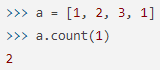 >>> a = [1, 2, 3, 1]
>>> a.count(1)
2